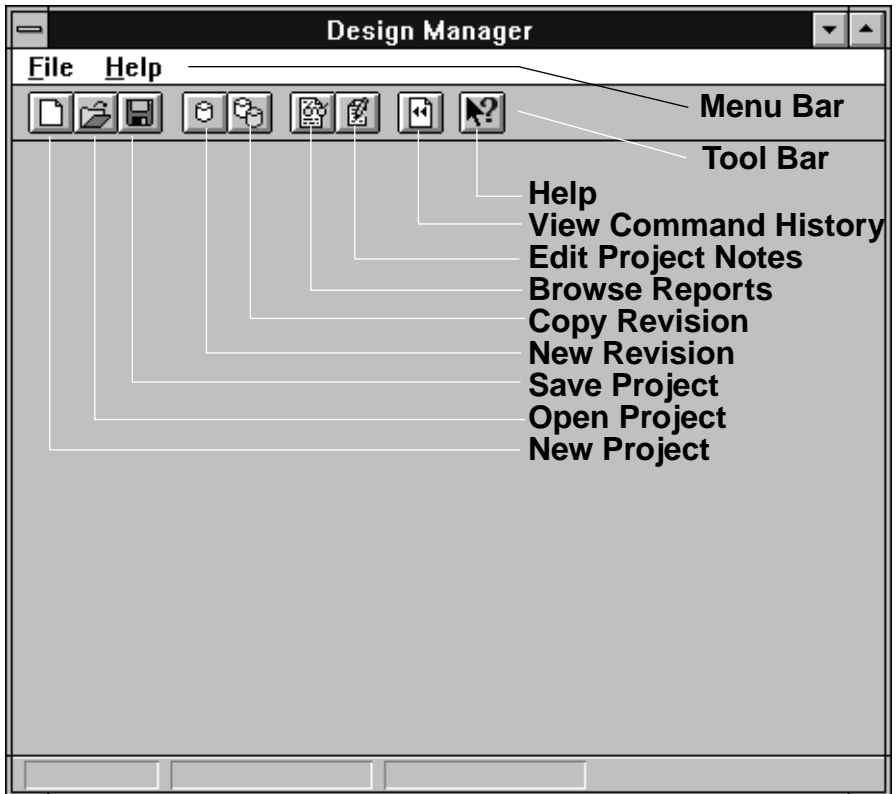 Design Manager
File Help
Menu Bar
Tool Bar
Help
View Command History
Edit Project Notes
Browse Reports
Copy Revision
New Revision
Save Project
Open Project
New Project